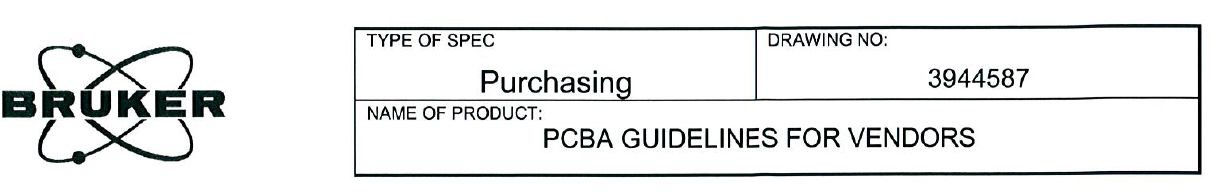 BRUKER
TYPE OF SPEC
Purchasing
DRAWING NO:
3944587
NAME OF PRODUCT:
PCBA GUIDELINES FOR VENDORS